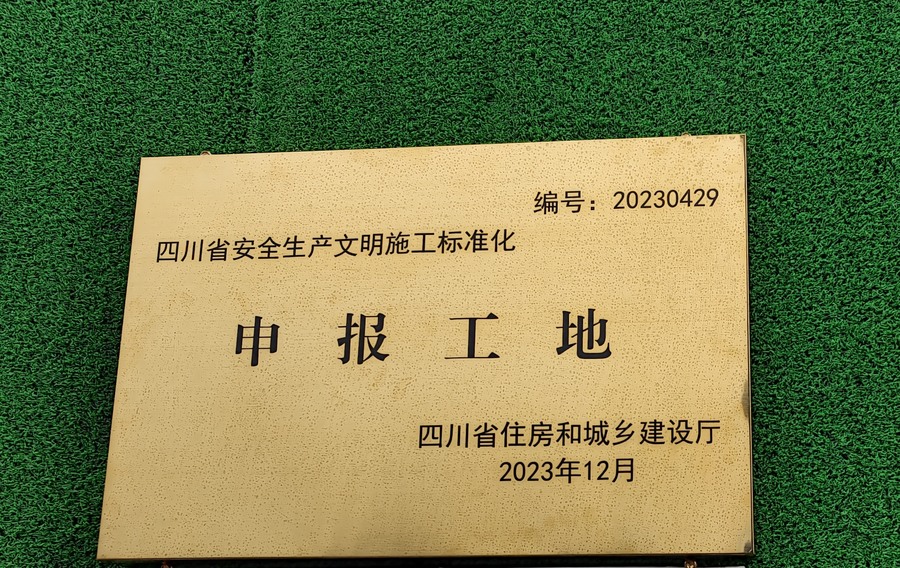 编号：20230429
四川省安全生产文明施工标准化
申报工地
四川省住房和城乡建设厅
2023年12月